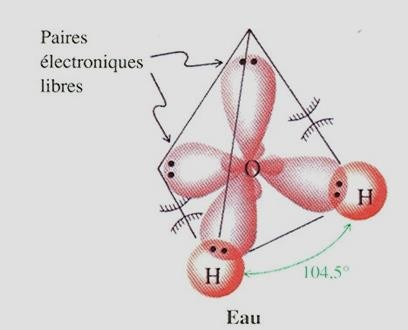 Paires
électroniques
libres
O
H
H
104,5°
Eau